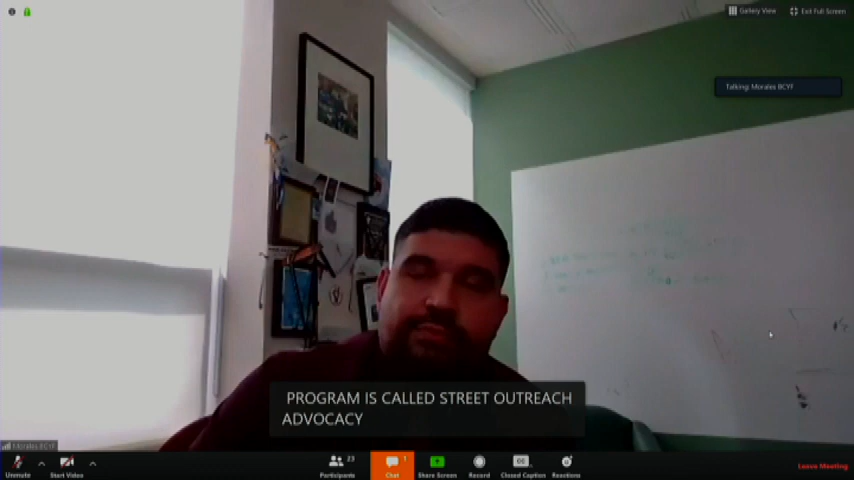 Gallery View
Exit Full Screen
Talking: Morales BCYF
PROGRAM IS CALLED STREET OUTREACH
ADVOCACY
Morales BCYF
Unmute
Start Video
Participants
23
Chat
1
Share Screen
Record
Closed Caption
Reactions
Leave Meeting